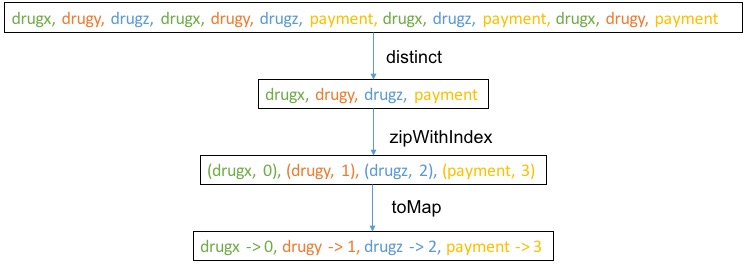 drugx, drugy, drugz, drugx, drugy, drugz, payment, drugx, drugz, payment, drugx, drugy, payment
distinct
drugx, drugy, drugz, payment
zipWithIndex
(drugx, 0), (drugy, 1), (drugz, 2), (payment, 3)
toMap
drugx -> 0, drugy -> 1, drugz -> 2, payment -> 3